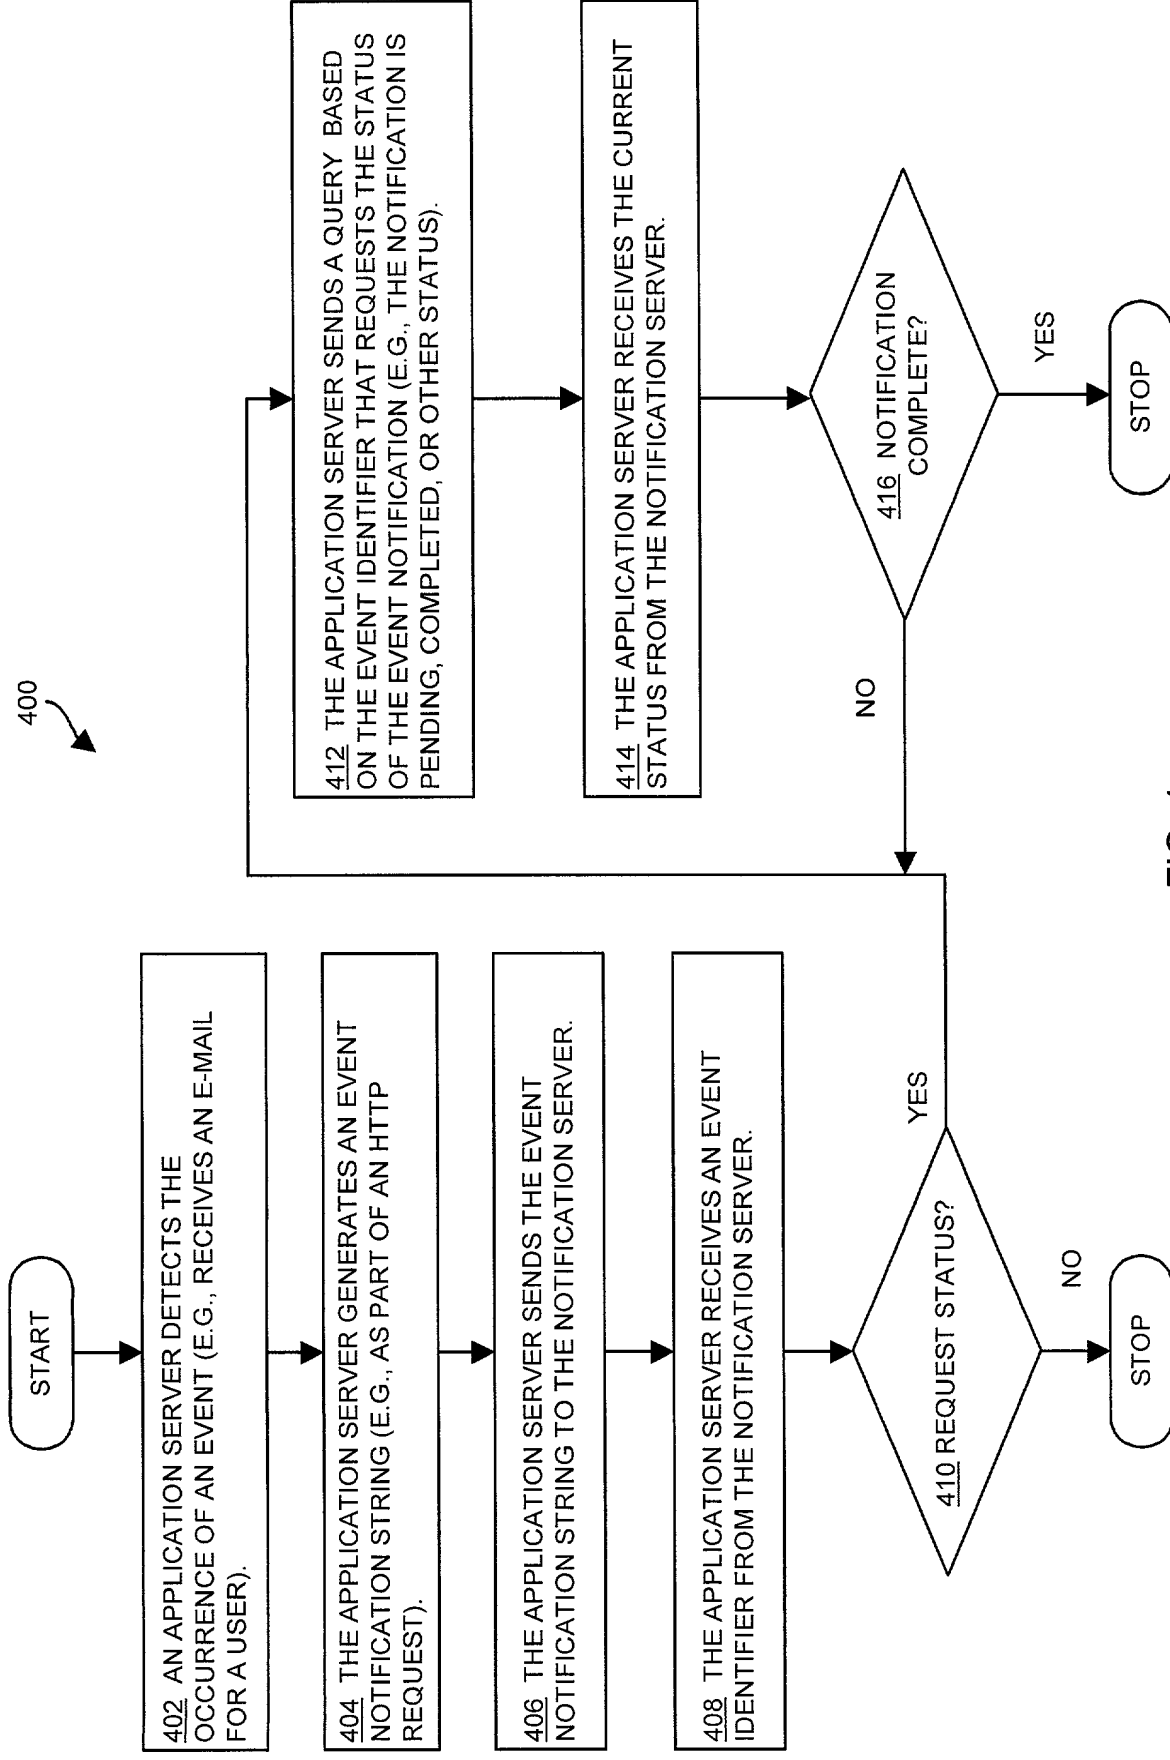 400
START
402 AN APPLICATION SERVER DETECTS THE
OCCURRENCE OF AN EVENT (E.G., RECEIVES AN E-MAIL
FOR A USER).
404 THE APPLICATION SERVER GENERATES AN EVENT
NOTIFICATION STRING (E.G., AS PART OF AN HTTP
REQUEST).
406 THE APPLICATION SERVER SENDS THE EVENT
NOTIFICATION STRING TO THE NOTIFICATION SERVER.
408 THE APPLICATION SERVER RECEIVES AN EVENT
IDENTIFIER FROM THE NOTIFICATION SERVER.
410 REQUEST STATUS?
YES
NO
STOP
412 THE APPLICATION SERVER SENDS A QUERY BASED
ON THE EVENT IDENTIFIER THAT REQUESTS THE STATUS
OF THE EVENT NOTIFICATION (E.G., THE NOTIFICATION IS
PENDING, COMPLETED, OR OTHER STATUS).
414 THE APPLICATION SERVER RECEIVES THE CURRENT
STATUS FROM THE NOTIFICATION SERVER.
416 NOTIFICATION
COMPLETE?
NO
YES
STOP